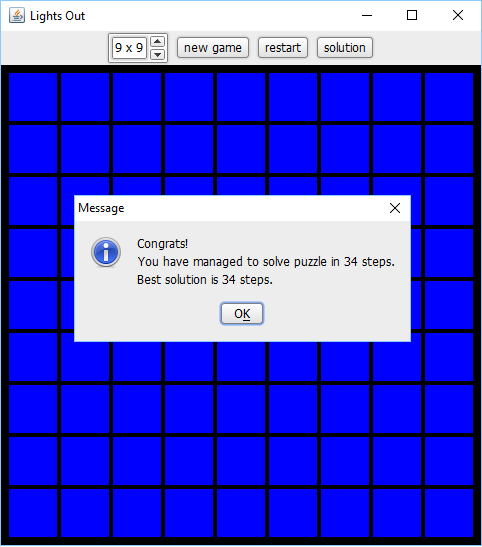 Lights Out
9 x 9
new game
restart
solution
Message
Congrats!
You have managed to solve puzzle in 34 steps.
Best solution is 34 steps.
OK